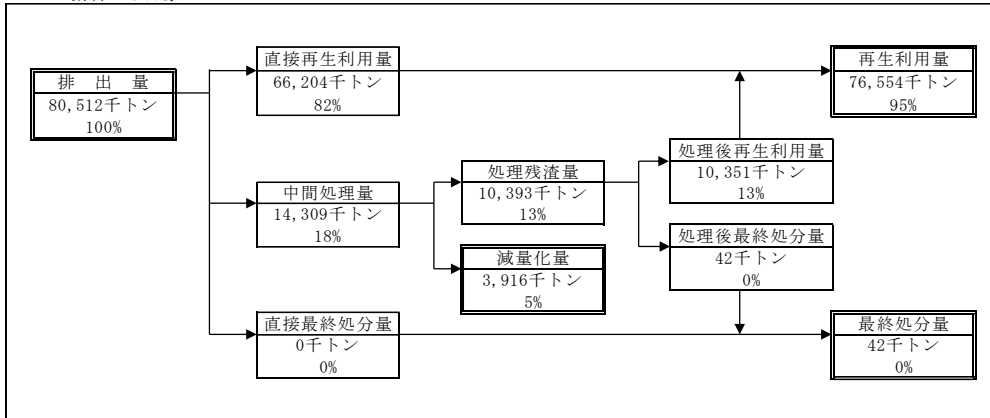 排　出　量
80,512千トン
100%
直接再生利用量
66,204千トン
82%
再生利用量
76,554千トン
95%
中間処理量
14,309千トン
18%
処理残渣量
10,393千トン
13%
処理後再生利用量
10,351千トン
13%
減量化量
3,916千トン
5%
処理後最終処分量
42千トン
0%
直接最終処分量
0千トン
0%
最終処分量
42千トン
0%